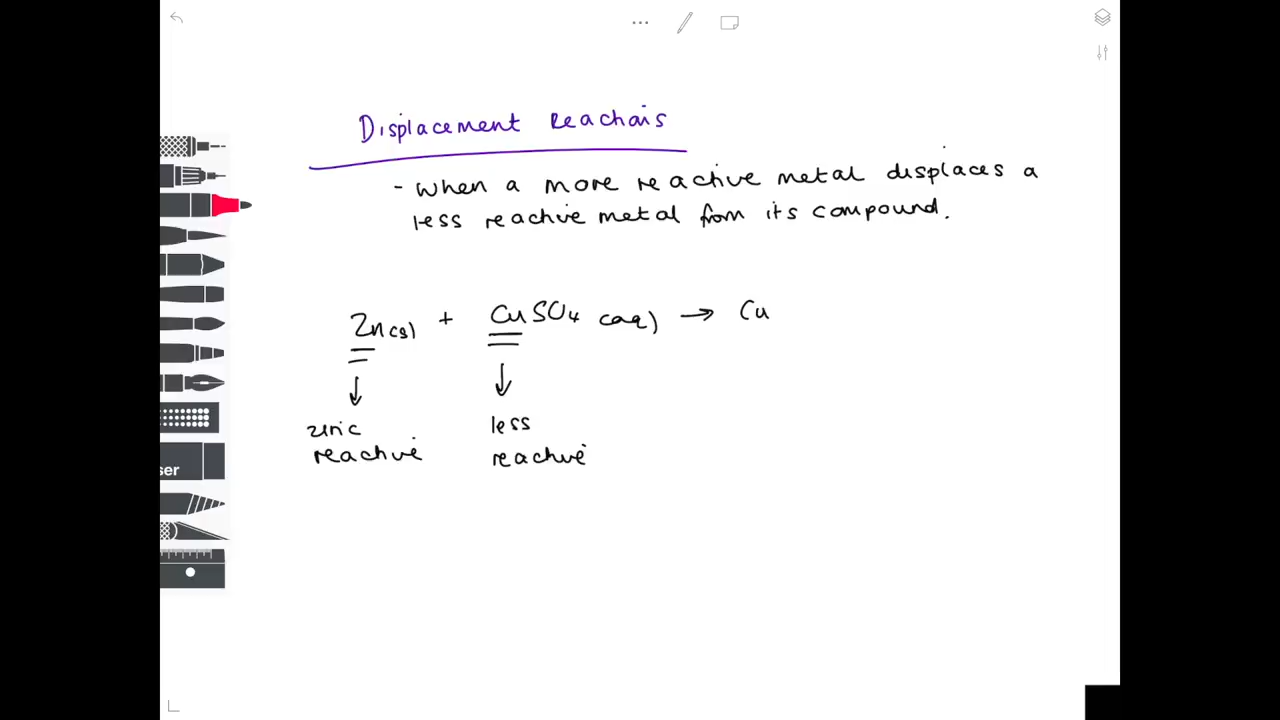 Displacement Reactions
- when a more reactive metal displaces a
less reactive metal from its compound.
Zn(s) + CuSO4 (aq) → Cu
reactive
less
reactive
ser